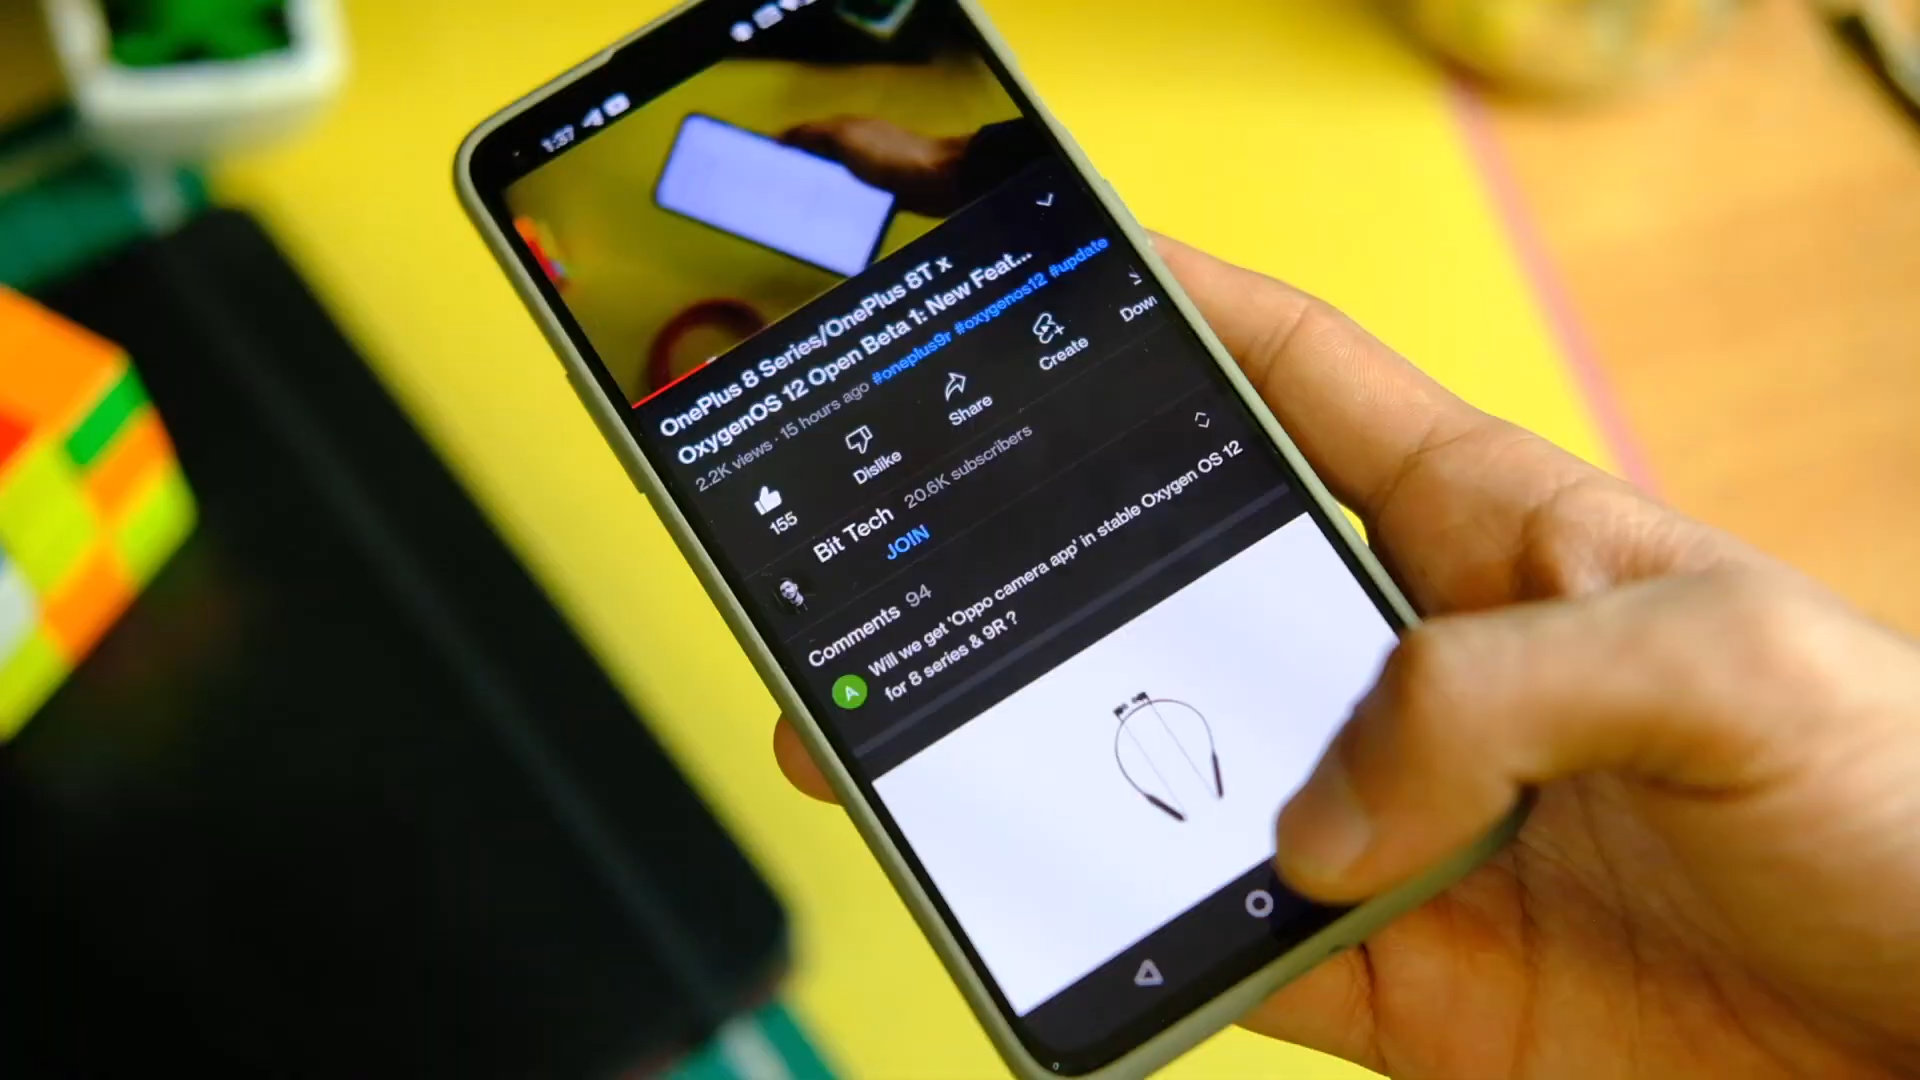 1:37
OnePlus 8 Series/OnePlus 8T x
OxygenOS 12 Open Beta 1: New Feat...
2.2K views · 15 hours ago #oneplus9r #oxygenos12 #update
155
Dislike
Share
Create
Down
Bit Tech 20.6K subscribers
JOIN
Comments 94
A
Will we get 'Oppo camera app' in stable Oxygen OS 12
for 8 series & 9R ?